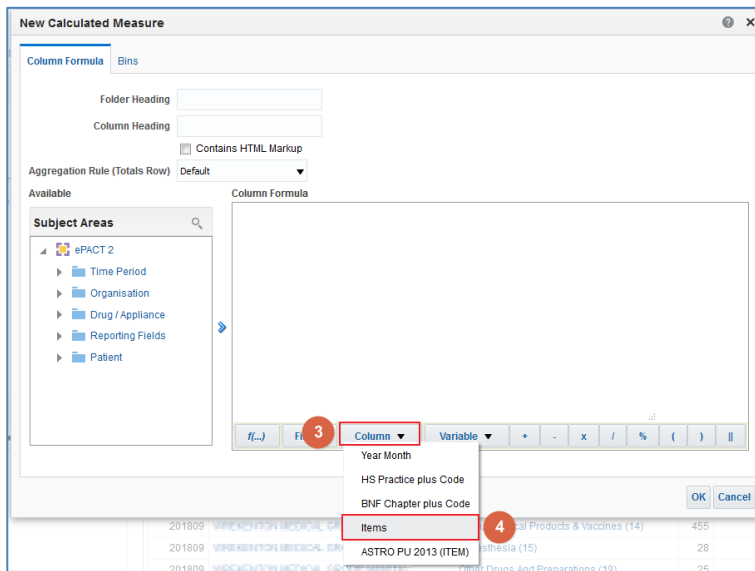 New Calculated Measure
Column Formula Bins
Folder Heading
Column Heading
Contains HTML Markup
Aggregation Rule (Totals Row) Default
Available Column Formula
Subject Areas
ePACT 2
Time Period
Organisation
Drug / Appliance
Reporting Fields
Patient
f(...) 3 Column Variable + - x / % ( ) ||
Year Month
HS Practice plus Code
BNF Chapter plus Code
Items 4
ASTRO PU 2013 (ITEM)
OK Cancel
201809 cal Products & Vaccines (14) 455
201809 sthesia (15) 28
201809 Other Drugs And Preparations (19) 25